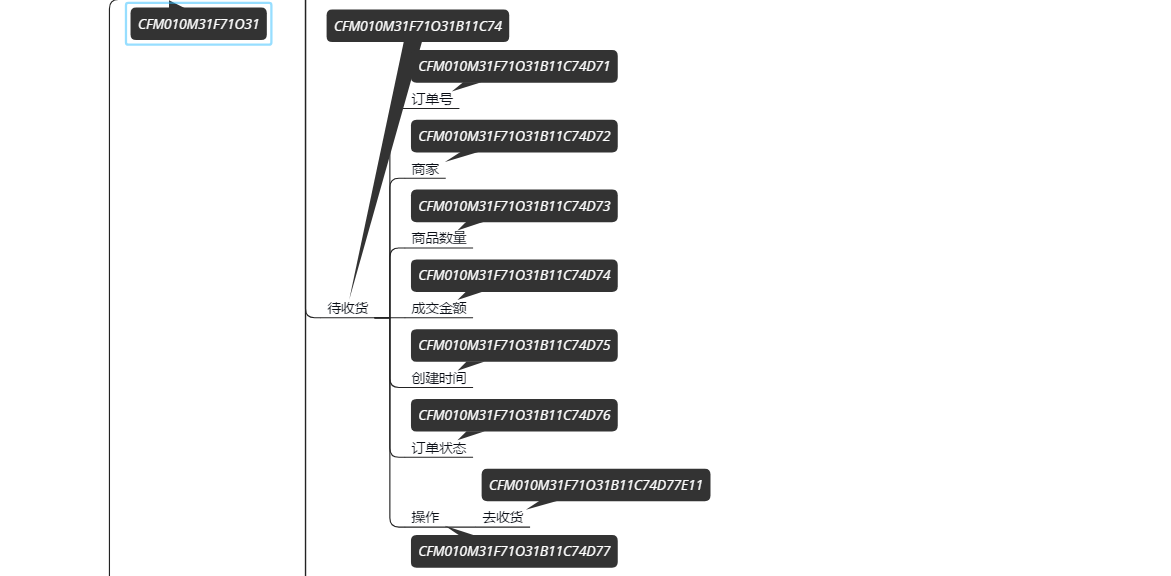 CFM010M31F71O31
CFM010M31F71O31B11C74
CFM010M31F71O31B11C74D71
订单号
CFM010M31F71O31B11C74D72
商家
CFM010M31F71O31B11C74D73
商品数量
CFM010M31F71O31B11C74D74
待收货
成交金额
CFM010M31F71O31B11C74D75
创建时间
CFM010M31F71O31B11C74D76
订单状态
CFM010M31F71O31B11C74D77E11
操作
去收货
CFM010M31F71O31B11C74D77